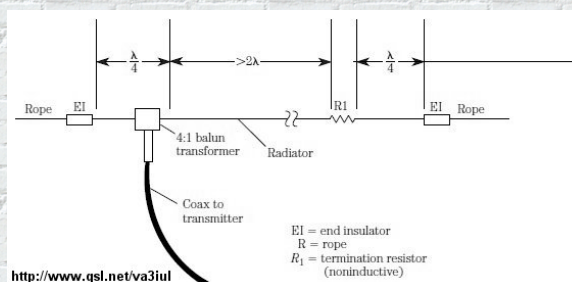 λ/4
>2λ
λ/4
Rope
EI
R1
EI
Rope
4:1 balun
transformer
Radiator
Coax to
transmitter
EI = end insulator
R = rope
R₁ = termination resistor
(noninductive)
http://www.qsl.net/va3iul